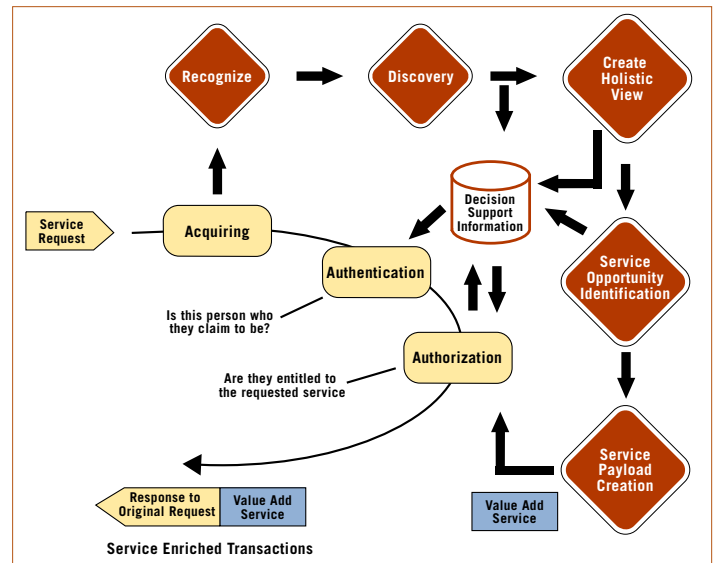 Recognize
Discovery
Create
Holistic
View
Service
Request
Acquiring
Decision
Support
Information
Authentication
Service
Opportunity
Identification
Is this person who
they claim to be?
Authorization
Are they entitled to
the requested service
Service
Payload
Creation
Value Add
Service
Response to
Original Request
Value Add
Service
Service Enriched Transactions